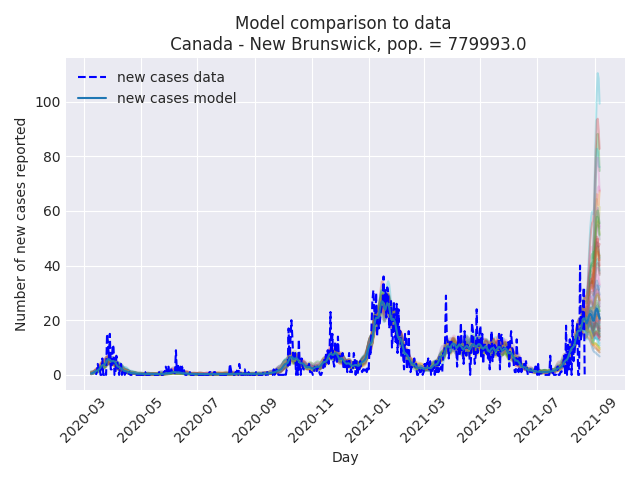 Model comparison to data
Canada - New Brunswick, pop. = 779993.0
new cases data
new cases model
Number of new cases reported
100
80
60
40
20
0
2020-03
2020-05
2020-07
2020-09
2020-11
2021-01
2021-03
2021-05
2021-07
2021-09
Day